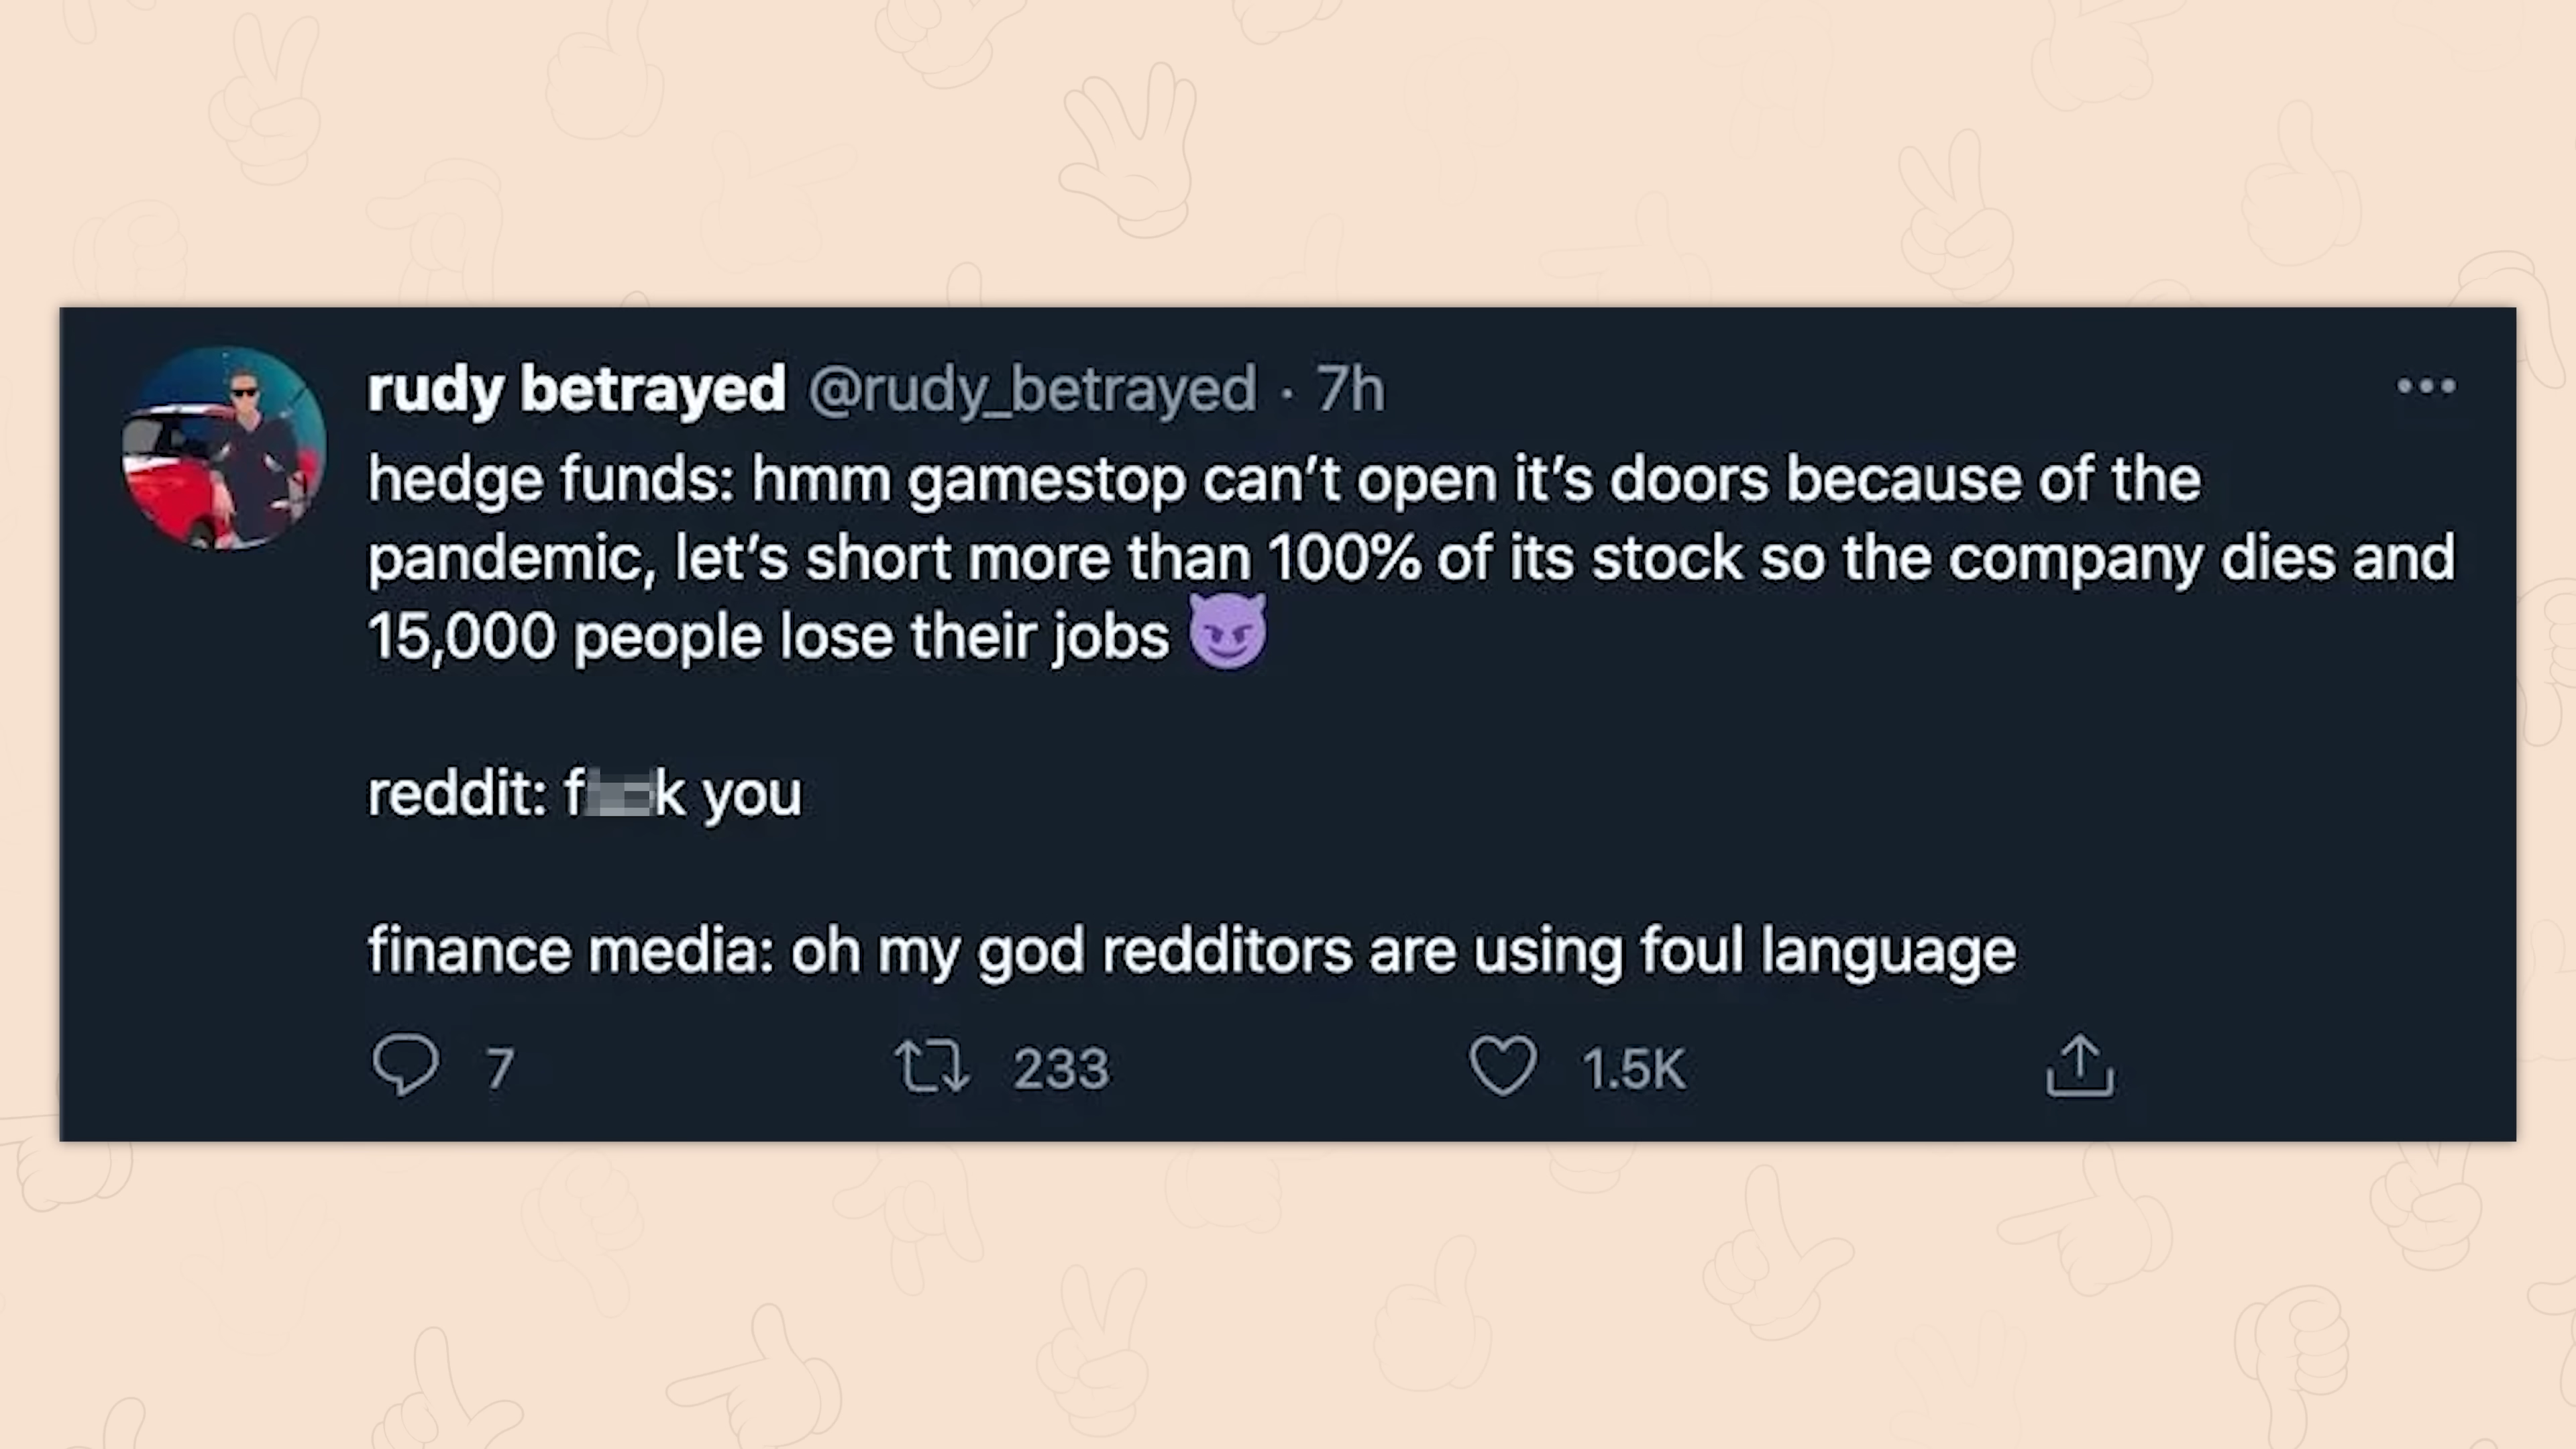 rudy betrayed @rudy_betrayed · 7h
hedge funds: hmm gamestop can't open it's doors because of the
pandemic, let's short more than 100% of its stock so the company dies and
15,000 people lose their jobs 😈
reddit: f k you
finance media: oh my god redditors are using foul language
7 233 1.5K